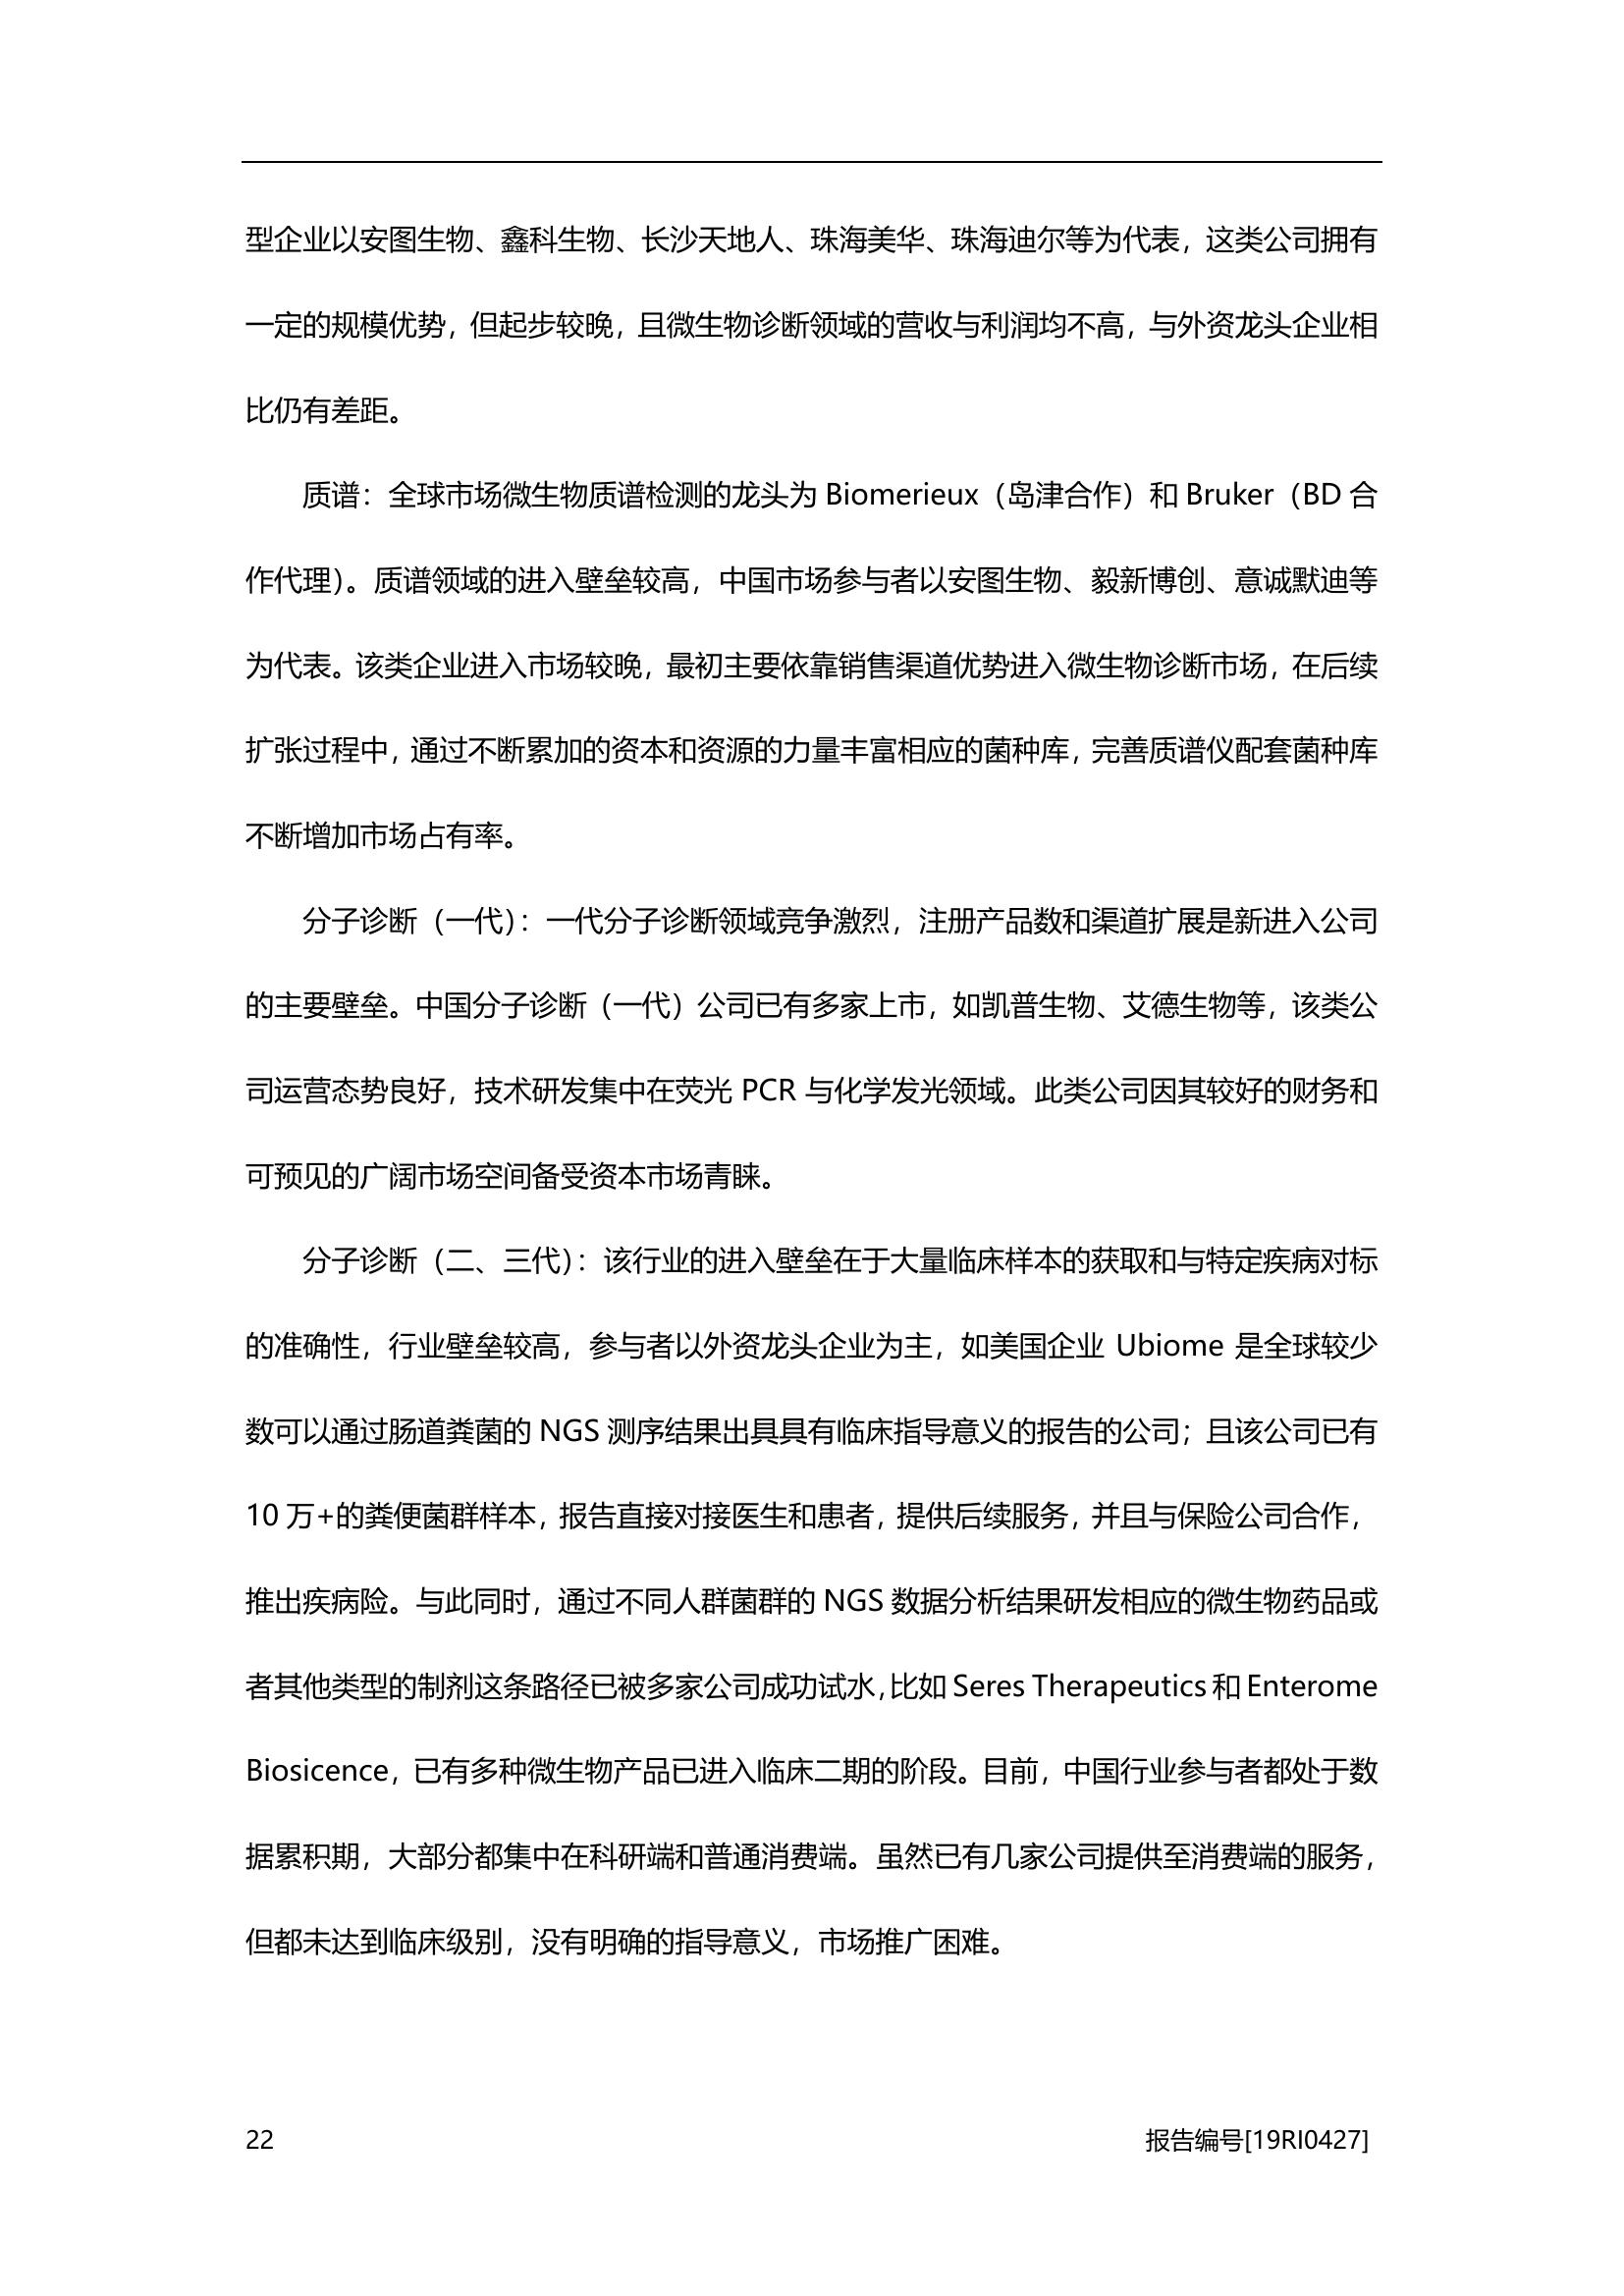 型企业以安图生物、鑫科生物、长沙天地人、珠海美华、珠海迪尔等为代表，这类公司拥有
一定的规模优势，但起步较晚，且微生物诊断领域的营收与利润均不高，与外资龙头企业相
比仍有差距。
质谱：全球市场微生物质谱检测的龙头为 Biomerieux（岛津合作）和 Bruker（BD 合
作代理）。质谱领域的进入壁垒较高，中国市场参与者以安图生物、毅新博创、意诚默迪等
为代表。该类企业进入市场较晚，最初主要依靠销售渠道优势进入微生物诊断市场，在后续
扩张过程中，通过不断累加的资本和资源的力量丰富相应的菌种库，完善质谱仪配套菌种库
不断增加市场占有率。
分子诊断（一代）：一代分子诊断领域竞争激烈，注册产品数和渠道扩展是新进入公司
的主要壁垒。中国分子诊断（一代）公司已有多家上市，如凯普生物、艾德生物等，该类公
司运营态势良好，技术研发集中在荧光 PCR 与化学发光领域。此类公司因其较好的财务和
可预见的广阔市场空间备受资本市场青睐。
分子诊断（二、三代）：该行业的进入壁垒在于大量临床样本的获取和与特定疾病对标
的准确性，行业壁垒较高，参与者以外资龙头企业为主，如美国企业 Ubiome 是全球较少
数可以通过肠道粪菌的 NGS 测序结果出具具有临床指导意义的报告的公司；且该公司已有
10 万+的粪便菌群样本，报告直接对接医生和患者，提供后续服务，并且与保险公司合作，
推出疾病险。与此同时，通过不同人群菌群的 NGS 数据分析结果研发相应的微生物药品或
者其他类型的制剂这条路径已被多家公司成功试水，比如 Seres Therapeutics 和 Enterome
Biosicence，已有多种微生物产品已进入临床二期的阶段。目前，中国行业参与者都处于数
据累积期，大部分都集中在科研端和普通消费端。虽然已有几家公司提供至消费端的服务，
但都未达到临床级别，没有明确的指导意义，市场推广困难。
22
报告编号[19RI0427]